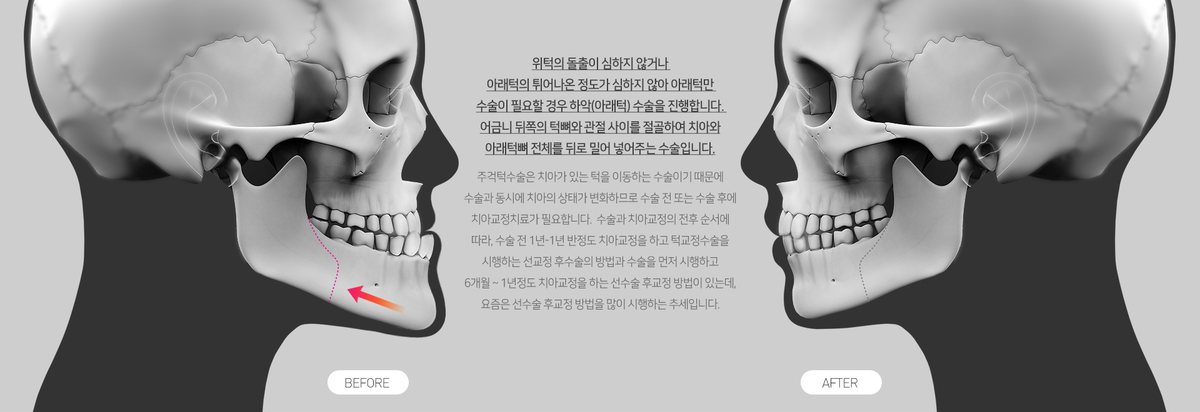 위턱의 돌출이 심하지 않거나
아래턱의 튀어나온 정도가 심하지 않아 아래턱만
수술이 필요할 경우 하악(아래턱) 수술을 진행합니다.
어금니 뒤쪽의 턱뼈와 관절 사이를 절골하여 치아와
아래턱뼈 전체를 뒤로 밀어 넣어주는 수술입니다.
주걱턱수술은 치아가 있는 턱을 이동하는 수술이기 때문에
수술과 동시에 치아의 상태가 변화하므로 수술 전 또는 수술 후에
치아교정치료가 필요합니다. 수술과 치아교정의 전후 순서에
따라, 수술 전 1년-1년 반정도 치아교정을 하고 턱교정수술을
시행하는 선교정 후수술의 방법과 수술을 먼저 시행하고
6개월 ~ 1년정도 치아교정을 하는 선수술 후교정 방법이 있는데,
요즘은 선수술 후교정 방법을 많이 시행하는 추세입니다.
BEFORE
AFTER